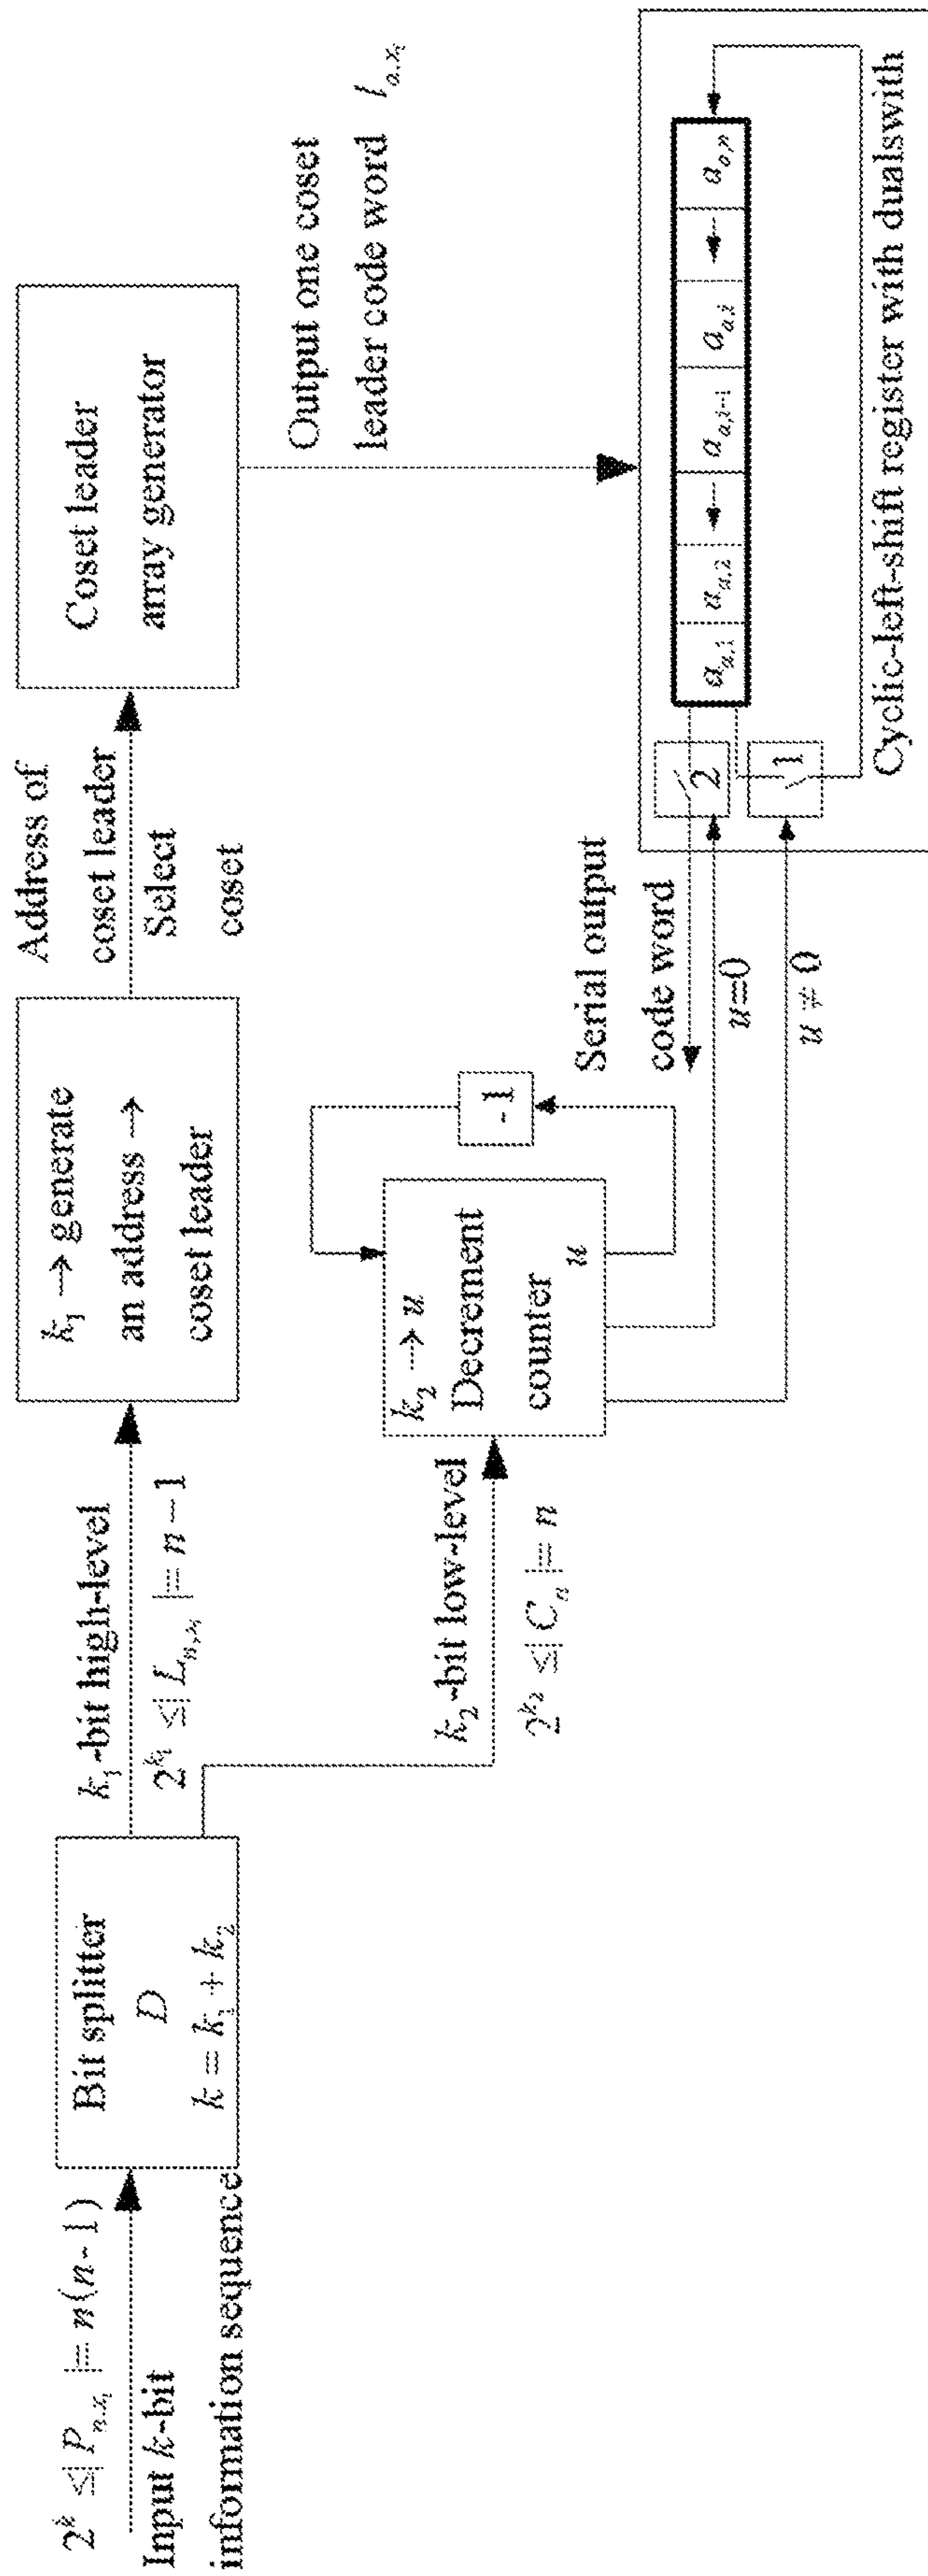 2^k ≤|P_{n,x_i}|=n(n-1)
Input k-bit
information sequence
Bit splitter
D
k = k_1 + k_2
k_1-bit high-level
2^{k_1} ≤|L_{n,x_i}|=n-1
k_1 → generate
an address →
coset leader
Address of
coset leader
Select
coset
Coset leader
array generator
Output one coset
leader code word l_{a,x_i}
k_2-bit low-level
2^{k_2} ≤|C_n|=n
k_2 → u
Decrement
counter
u
-1
Serial output
code word
u=0
u ≠ 0
2
1
a_{a,1} a_{a,2} ← a_{a,i-1} a_{a,i} ← a_{a,n}
Cyclic-left-shift register with dualswith